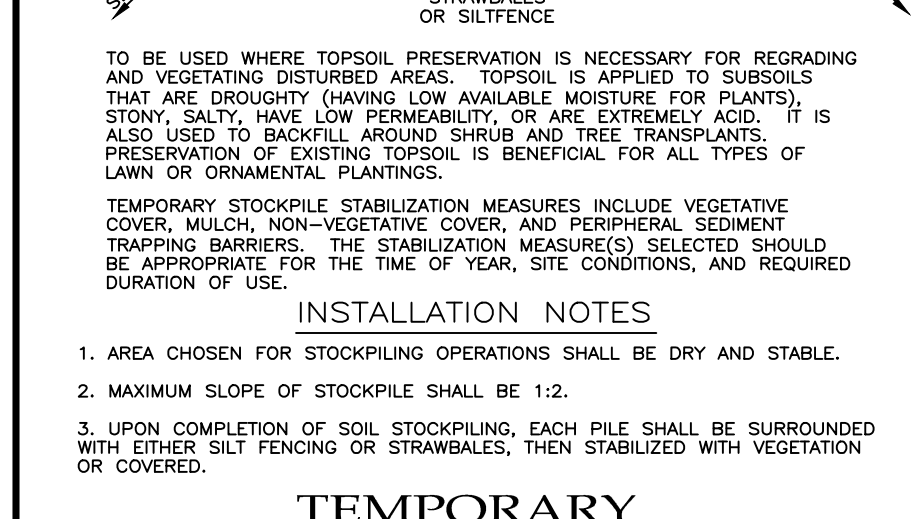 STRAWBALES
OR SILTFENCE
TO BE USED WHERE TOPSOIL PRESERVATION IS NECESSARY FOR REGRADING
AND VEGETATING DISTURBED AREAS. TOPSOIL IS APPLIED TO SUBSOILS
THAT ARE DROUGHTY (HAVING LOW AVAILABLE MOISTURE FOR PLANTS),
STONY, SALTY, HAVE LOW PERMEABILITY, OR ARE EXTREMELY ACID. IT IS
ALSO USED TO BACKFILL AROUND SHRUB AND TREE TRANSPLANTS.
PRESERVATION OF EXISTING TOPSOIL IS BENEFICIAL FOR ALL TYPES OF
LAWN OR ORNAMENTAL PLANTINGS.
TEMPORARY STOCKPILE STABILIZATION MEASURES INCLUDE VEGETATIVE
COVER, MULCH, NON-VEGETATIVE COVER, AND PERIPHERAL SEDIMENT
TRAPPING BARRIERS. THE STABILIZATION MEASURE(S) SELECTED SHOULD
BE APPROPRIATE FOR THE TIME OF YEAR, SITE CONDITIONS, AND REQUIRED
DURATION OF USE.
INSTALLATION NOTES
1. AREA CHOSEN FOR STOCKPILING OPERATIONS SHALL BE DRY AND STABLE.
2. MAXIMUM SLOPE OF STOCKPILE SHALL BE 1:2.
3. UPON COMPLETION OF SOIL STOCKPILING, EACH PILE SHALL BE SURROUNDED
WITH EITHER SILT FENCING OR STRAWBALES, THEN STABILIZED WITH VEGETATION
OR COVERED.
TEMPORARY